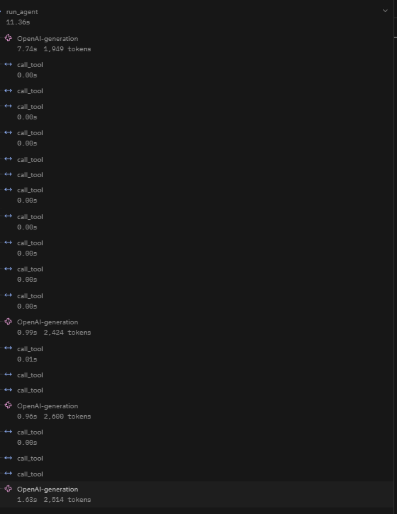 run_agent
11.36s
OpenAI-generation
7.74s 1,949 tokens
call_tool
0.00s
call_tool
call_tool
0.00s
call_tool
0.00s
call_tool
call_tool
call_tool
0.00s
call_tool
0.00s
call_tool
0.00s
call_tool
0.00s
call_tool
0.00s
OpenAI-generation
0.99s 2,424 tokens
call_tool
0.01s
call_tool
call_tool
OpenAI-generation
0.96s 2,600 tokens
call_tool
0.00s
call_tool
call_tool
OpenAI-generation
1.63s 2,514 tokens